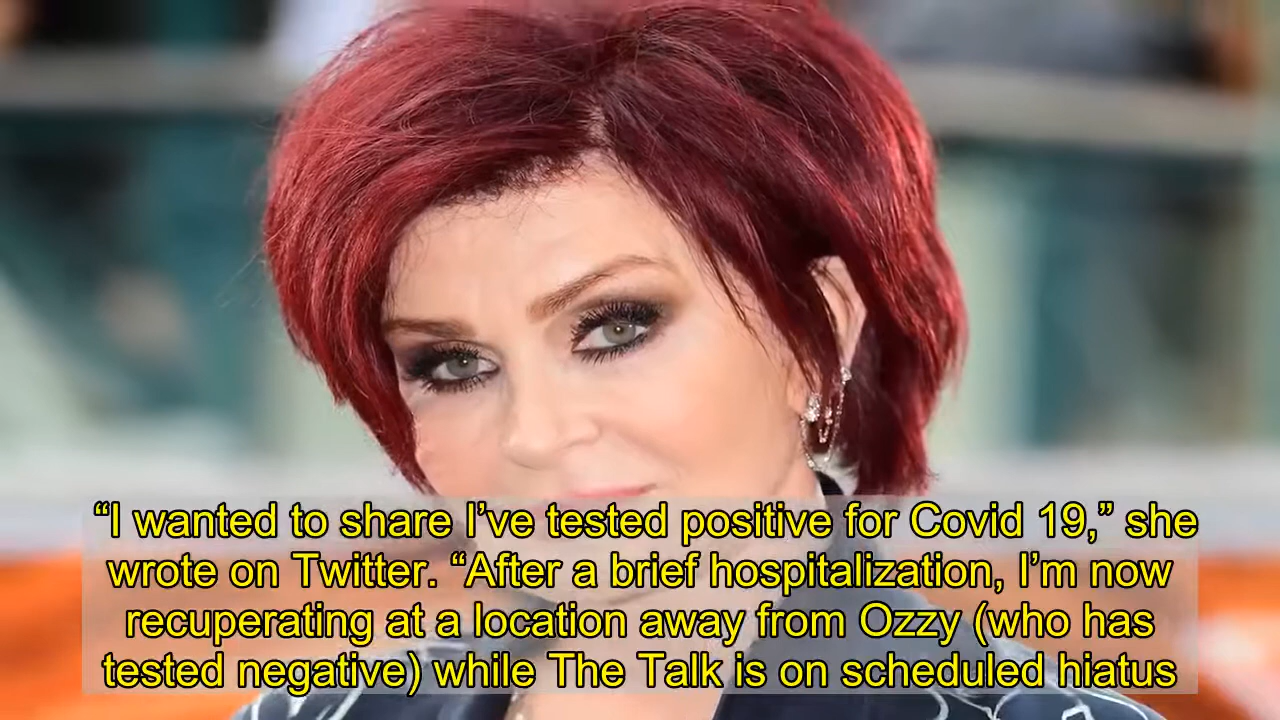 “I wanted to share I’ve tested positive for Covid 19,” she
wrote on Twitter. “After a brief hospitalization, I’m now
recuperating at a location away from Ozzy (who has
tested negative) while The Talk is on scheduled hiatus